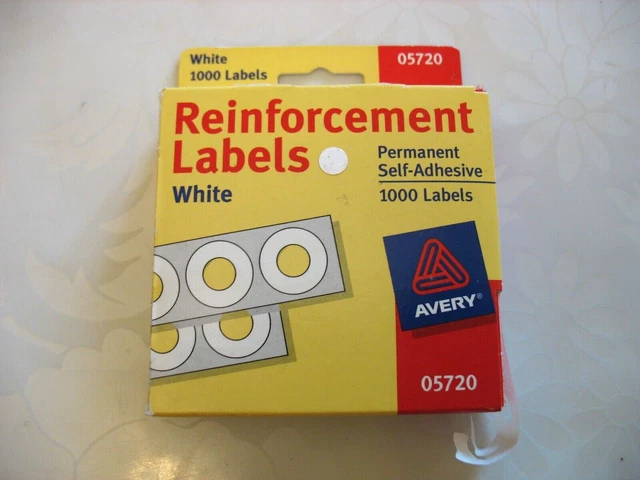 White
1000 Labels
05720
Reinforcement
Labels
White
Permanent
Self-Adhesive
1000 Labels
AVERY®
05720